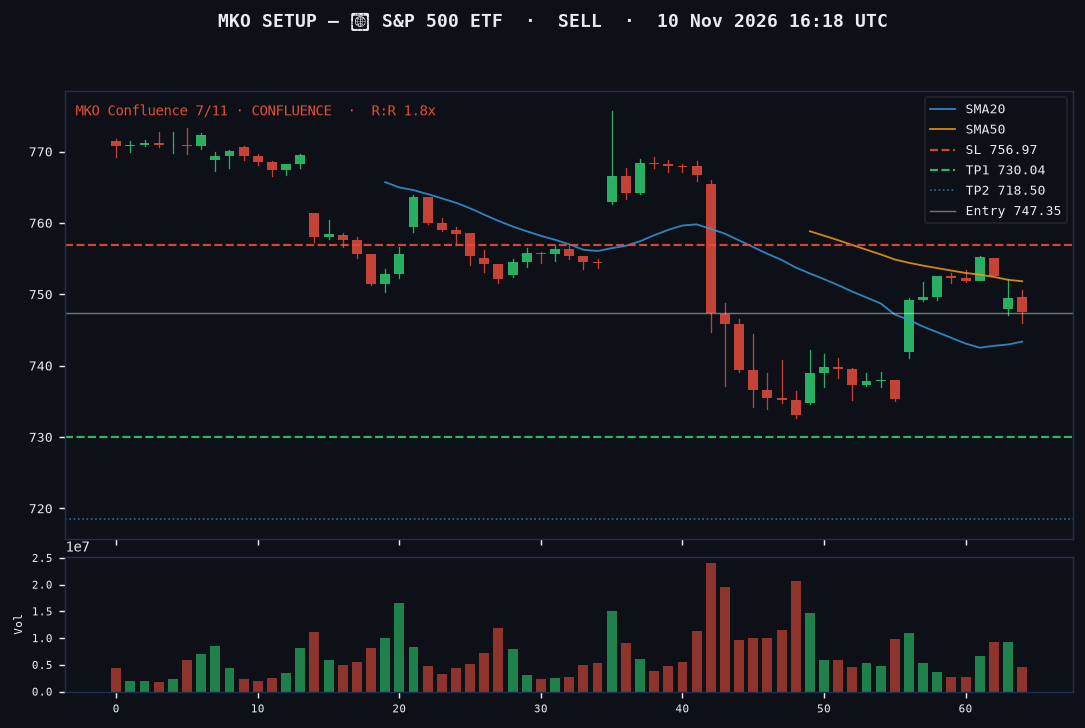 MKO SETUP — 🌐 S&P 500 ETF · SELL · 10 Nov 2026 16:18 UTC
MKO Confluence 7/11 · CONFLUENCE · R:R 1.8x
SMA20
SMA50
SL 756.97
TP1 730.04
TP2 718.50
Entry 747.35
770
760
750
740
730
720
1e7
2.5
2.0
1.5
1.0
0.5
0.0
Vol
0 10 20 30 40 50 60